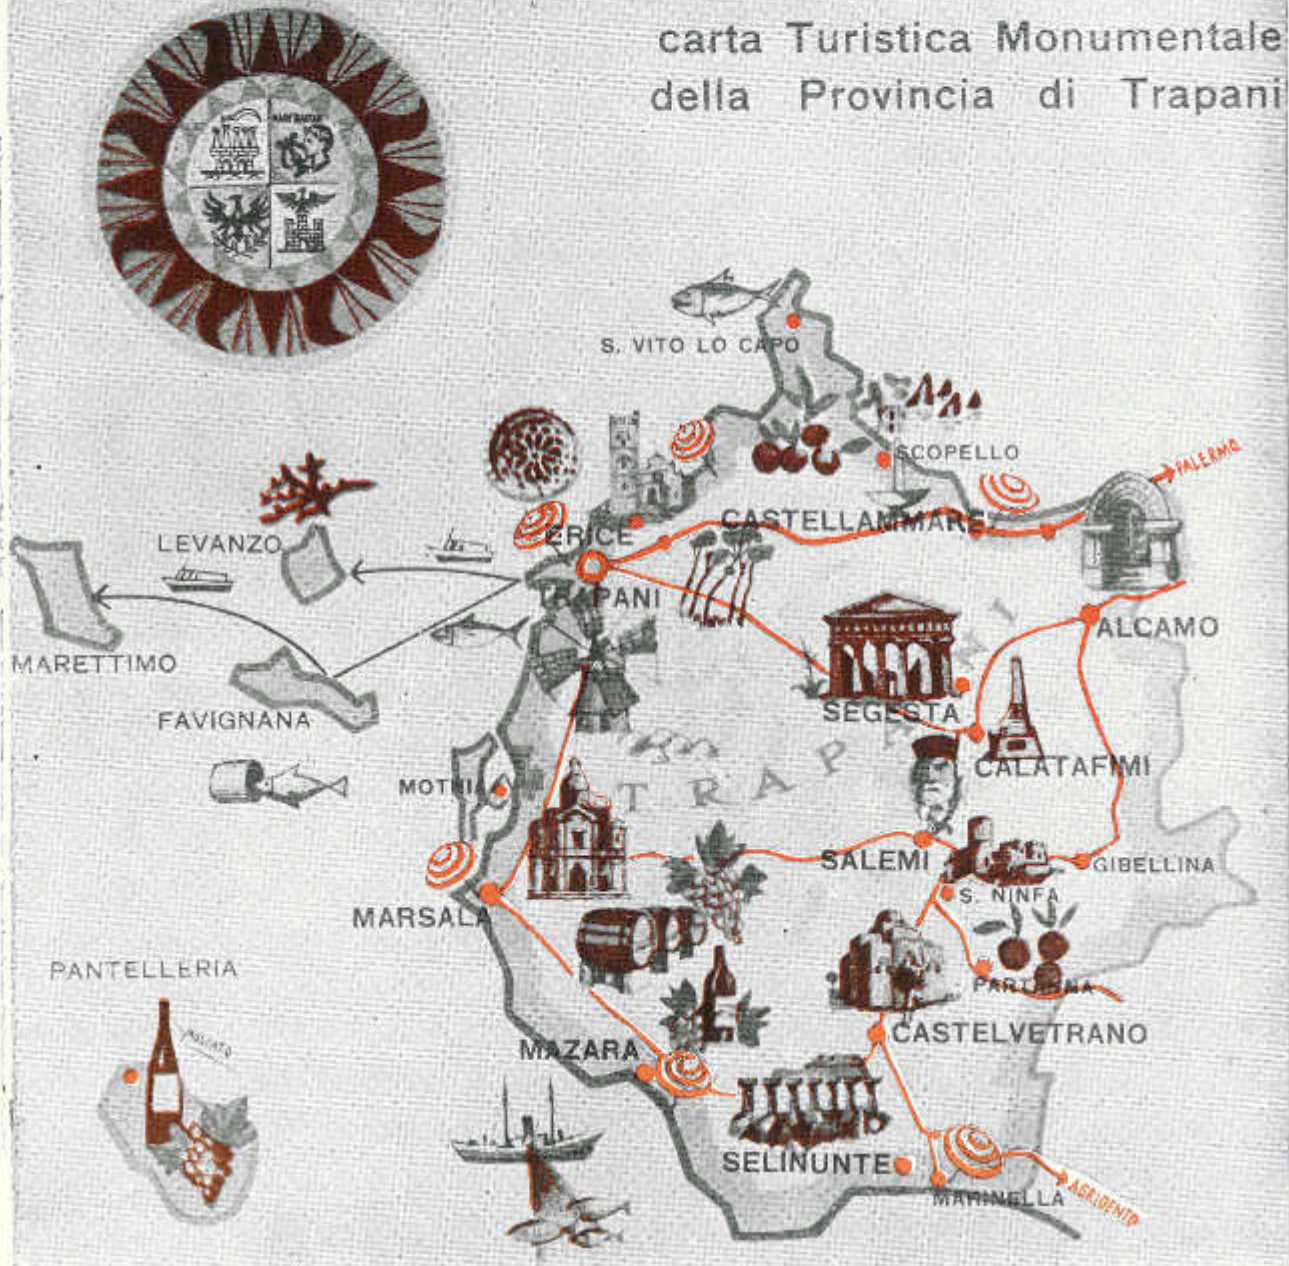 carta Turistica Monumentale
della Provincia di Trapani
S. VITO LO CAPO
SCOPELLO
PALERMO
CASTELLAMMARE
ERICE
LEVANZO
TRAPANI
ALCAMO
MARETTIMO
FAVIGNANA
SEGESTA
TRAPANI
CALATAFIMI
MOTHIA
SALEMI
GIBELLINA
S. NINFA
MARSALA
PANTELLERIA
PARTANNA
MOSCATO
CASTELVETRANO
MAZARA
SELINUNTE
MARINELLA
AGRIGENTO